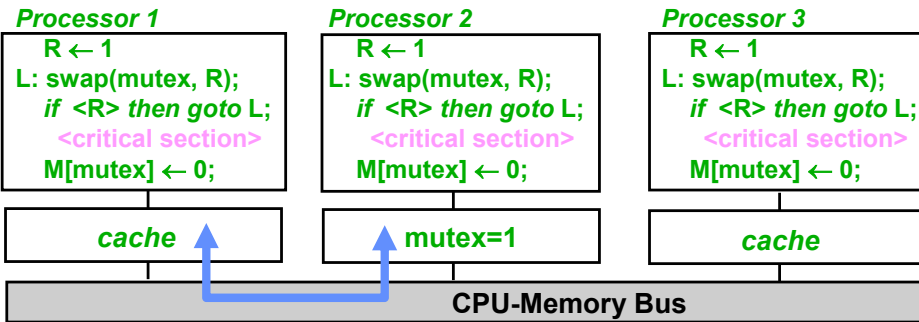 Processor 1
R ← 1
L: swap(mutex, R);
if <R> then goto L;
<critical section>
M[mutex] ← 0;
cache
Processor 2
R ← 1
L: swap(mutex, R);
if <R> then goto L;
<critical section>
M[mutex] ← 0;
mutex=1
Processor 3
R ← 1
L: swap(mutex, R);
if <R> then goto L;
<critical section>
M[mutex] ← 0;
cache
CPU-Memory Bus